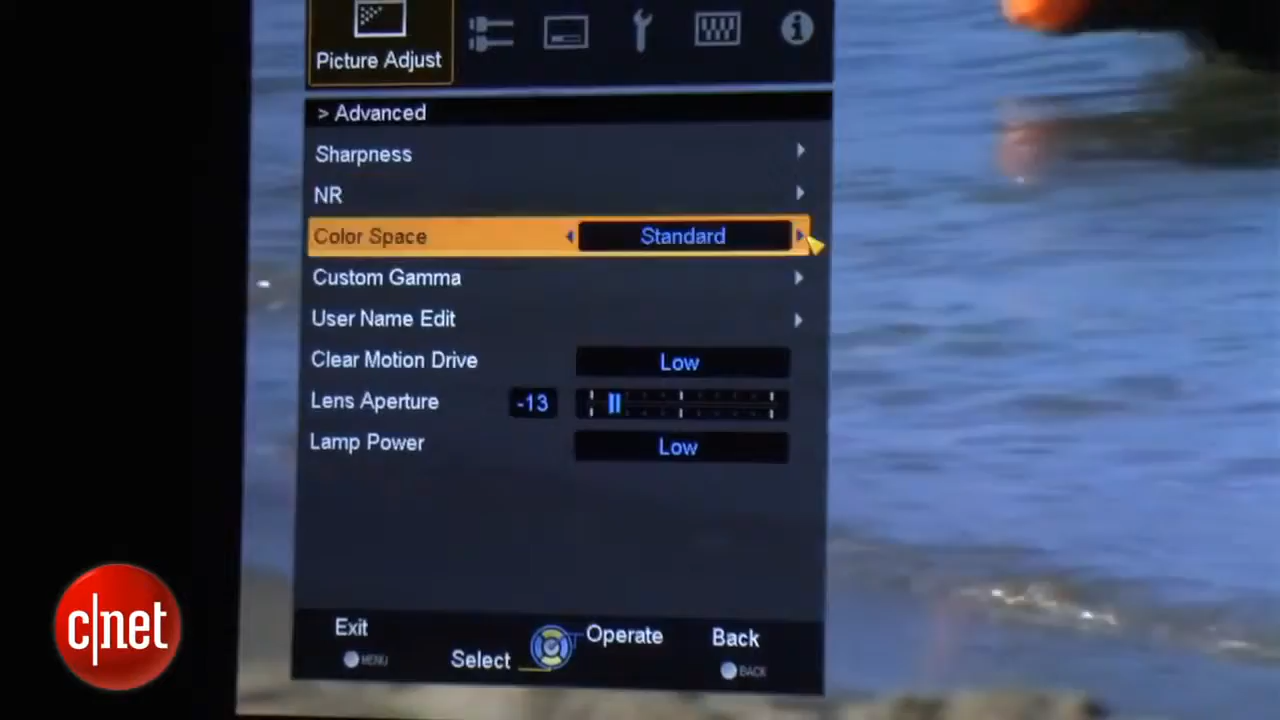 Picture Adjust
> Advanced
Sharpness
NR
Color Space Standard
Custom Gamma
User Name Edit
Clear Motion Drive Low
Lens Aperture -13
Lamp Power Low
Exit Select Operate Back
MENU BACK
c|net